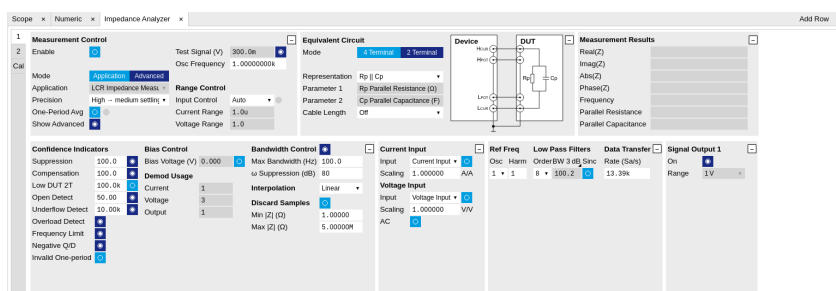 Scope × Numeric × Impedance Analyzer × Add Row
1
2
Cal
Measurement Control
Enable
Test Signal (V) 300.0m
Osc Frequency 1.00000000k
Mode Application Advanced
Application LCR Impedance Measu
Range Control
Precision High → medium settling
Input Control Auto
One-Period Avg
Current Range 1.0u
Show Advanced
Voltage Range 1.0
Equivalent Circuit
Mode 4 Terminal 2 Terminal
Representation Rp || Cp
Parameter 1 Rp Parallel Resistance (Ω)
Parameter 2 Cp Parallel Capacitance (F)
Cable Length Off
Device DUT
HCUR
HPOT
Rp Cp
LPOT
LCUR
Measurement Results
Real(Z)
Imag(Z)
Abs(Z)
Phase(Z)
Frequency
Parallel Resistance
Parallel Capacitance
Confidence Indicators
Suppression 100.0
Compensation 100.0
Low DUT 2T 100.0k
Open Detect 50.00
Underflow Detect 10.00k
Overload Detect
Frequency Limit
Negative Q/D
Invalid One-period
Bias Control
Bias Voltage (V) 0.000
Demod Usage
Current 1
Voltage 3
Output 1
Bandwidth Control
Max Bandwidth (Hz) 100.0
ω Suppression (dB) 80
Interpolation Linear
Discard Samples
Min |Z| (Ω) 1.00000
Max |Z| (Ω) 5.00000M
Current Input
Input Current Input
Scaling 1.000000 A/A
Voltage Input
Input Voltage Input
Scaling 1.000000 V/V
AC
Ref Freq Low Pass Filters Data Transfer
Osc Harm Order BW 3 dB Sinc Rate (Sa/s)
1 1 8 100.2 13.39k
Signal Output 1
On
Range 1 V